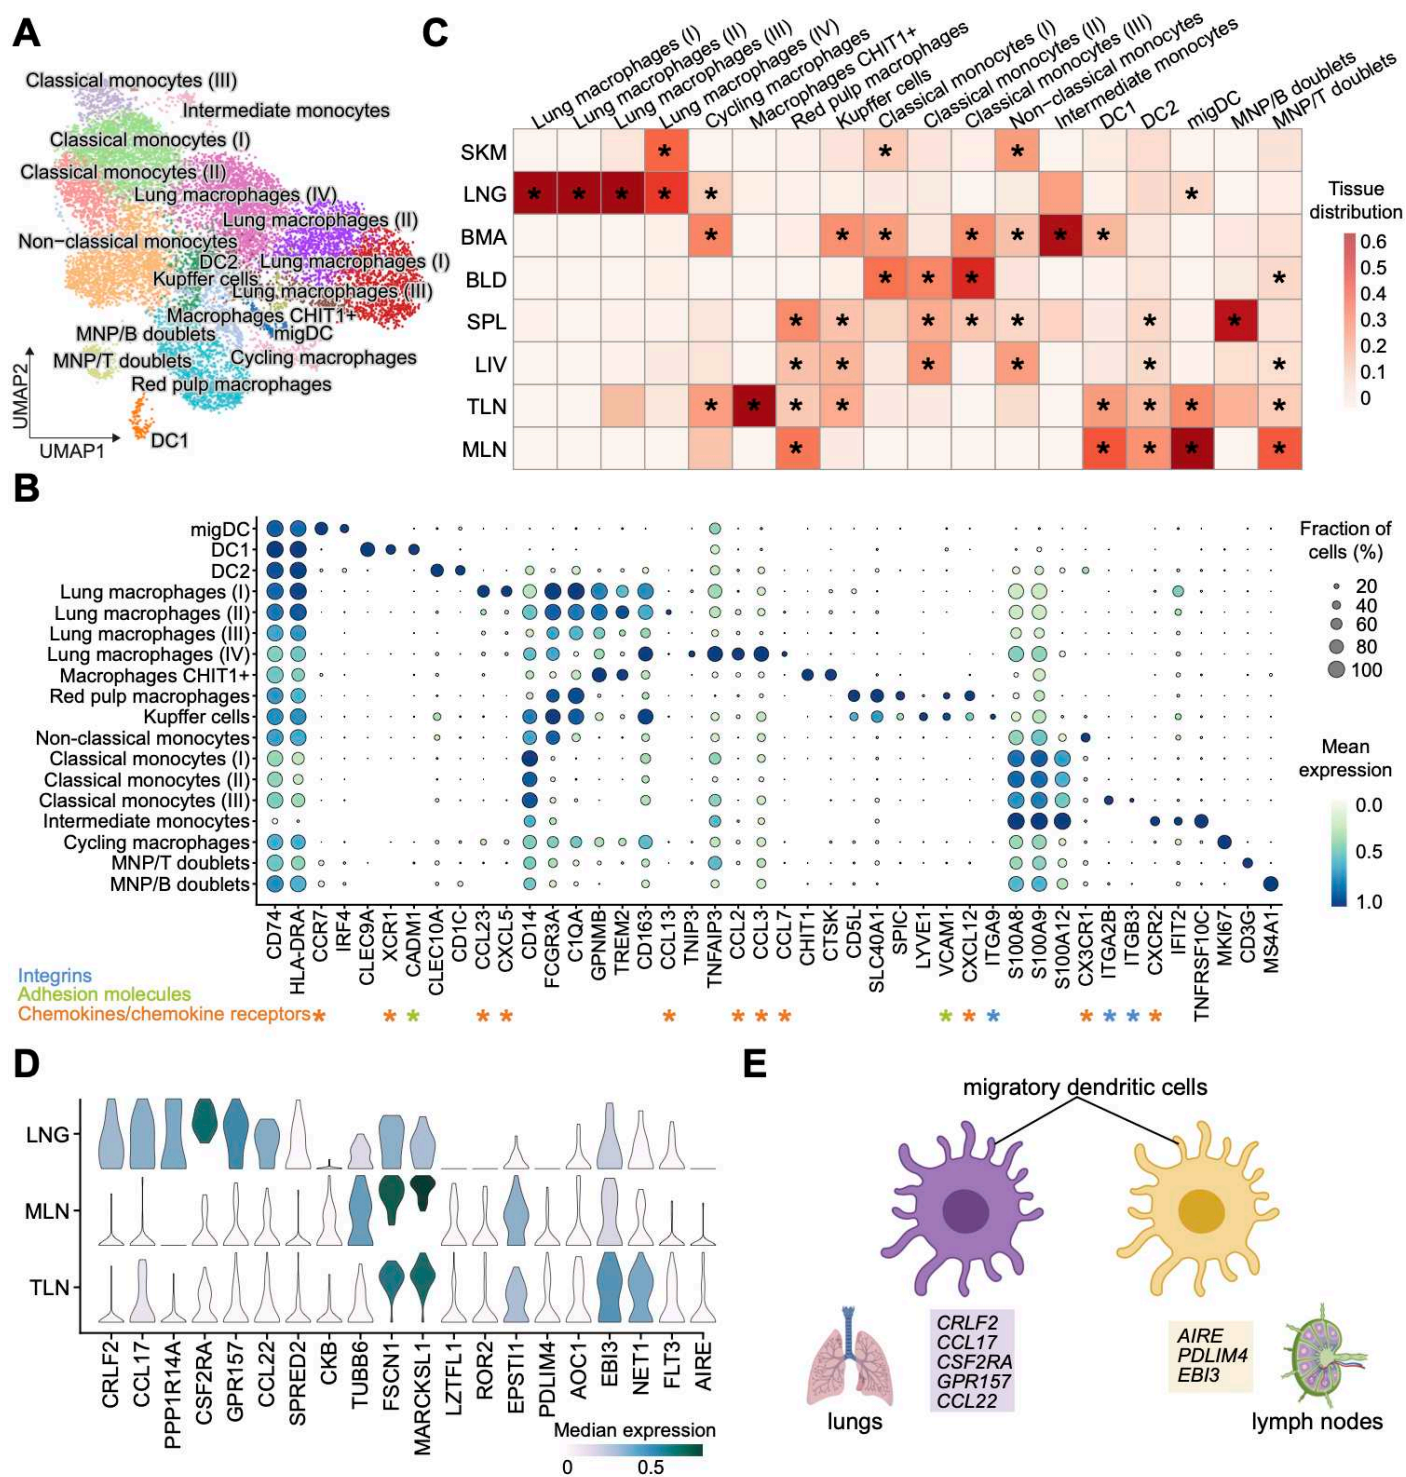 A
Classical monocytes (III)
Intermediate monocytes
Classical monocytes (I)
Classical monocytes (II)
Lung macrophages (IV)
Lung macrophages (II)
Non−classical monocytes
DC2
Lung macrophages (I)
Kupffer cells
Lung macrophages (III)
Macrophages CHIT1+
MNP/B doublets
migDC
MNP/T doublets
Cycling macrophages
Red pulp macrophages
DC1
UMAP2
UMAP1
C
Lung macrophages (I)
Lung macrophages (II)
Lung macrophages (III)
Lung macrophages (IV)
Cycling macrophages
Macrophages CHIT1+
Red pulp macrophages
Kupffer cells
Classical monocytes (I)
Classical monocytes (II)
Classical monocytes (III)
Non−classical monocytes
Intermediate monocytes
DC1
DC2
migDC
MNP/B doublets
MNP/T doublets
SKM * * *
LNG * * * * * *
BMA * * * * * * *
BLD * * * *
SPL * * * * * * *
LIV * * * * * *
TLN * * * * * * * *
MLN * * * * *
Tissue
distribution
0.6
0.5
0.4
0.3
0.2
0.1
0
B
migDC
DC1
DC2
Lung macrophages (I)
Lung macrophages (II)
Lung macrophages (III)
Lung macrophages (IV)
Macrophages CHIT1+
Red pulp macrophages
Kupffer cells
Non−classical monocytes
Classical monocytes (I)
Classical monocytes (II)
Classical monocytes (III)
Intermediate monocytes
Cycling macrophages
MNP/T doublets
MNP/B doublets
CD74
HLA-DRA
CCR7
IRF4
CLEC9A
XCR1
CADM1
CLEC10A
CD1C
CCL23
CXCL5
CD14
FCGR3A
C1QA
GPNMB
TREM2
CD163
CCL13
TNIP3
TNFAIP3
CCL2
CCL3
CCL7
CHIT1
CTSK
CD5L
SLC40A1
SPIC
LYVE1
VCAM1
CXCL12
ITGA9
S100A8
S100A9
S100A12
CX3CR1
ITGA2B
ITGB3
CXCR2
IFIT2
TNFRSF10C
MKI67
CD3G
MS4A1
Fraction of
cells (%)
20
40
60
80
100
Mean
expression
0.0
0.5
1.0
Integrins
Adhesion molecules
Chemokines/chemokine receptors * * * * * * * * * * * * * * * *
D
LNG
MLN
TLN
CRLF2
CCL17
PPP1R14A
CSF2RA
GPR157
CCL22
SPRED2
CKB
TUBB6
FSCN1
MARCKSL1
LZTFL1
ROR2
EPSTI1
PDLIM4
AOC1
EBI3
NET1
FLT3
AIRE
Median expression
0 0.5
E
migratory dendritic cells
CRLF2
CCL17
CSF2RA
GPR157
CCL22
lungs
AIRE
PDLIM4
EBI3
lymph nodes